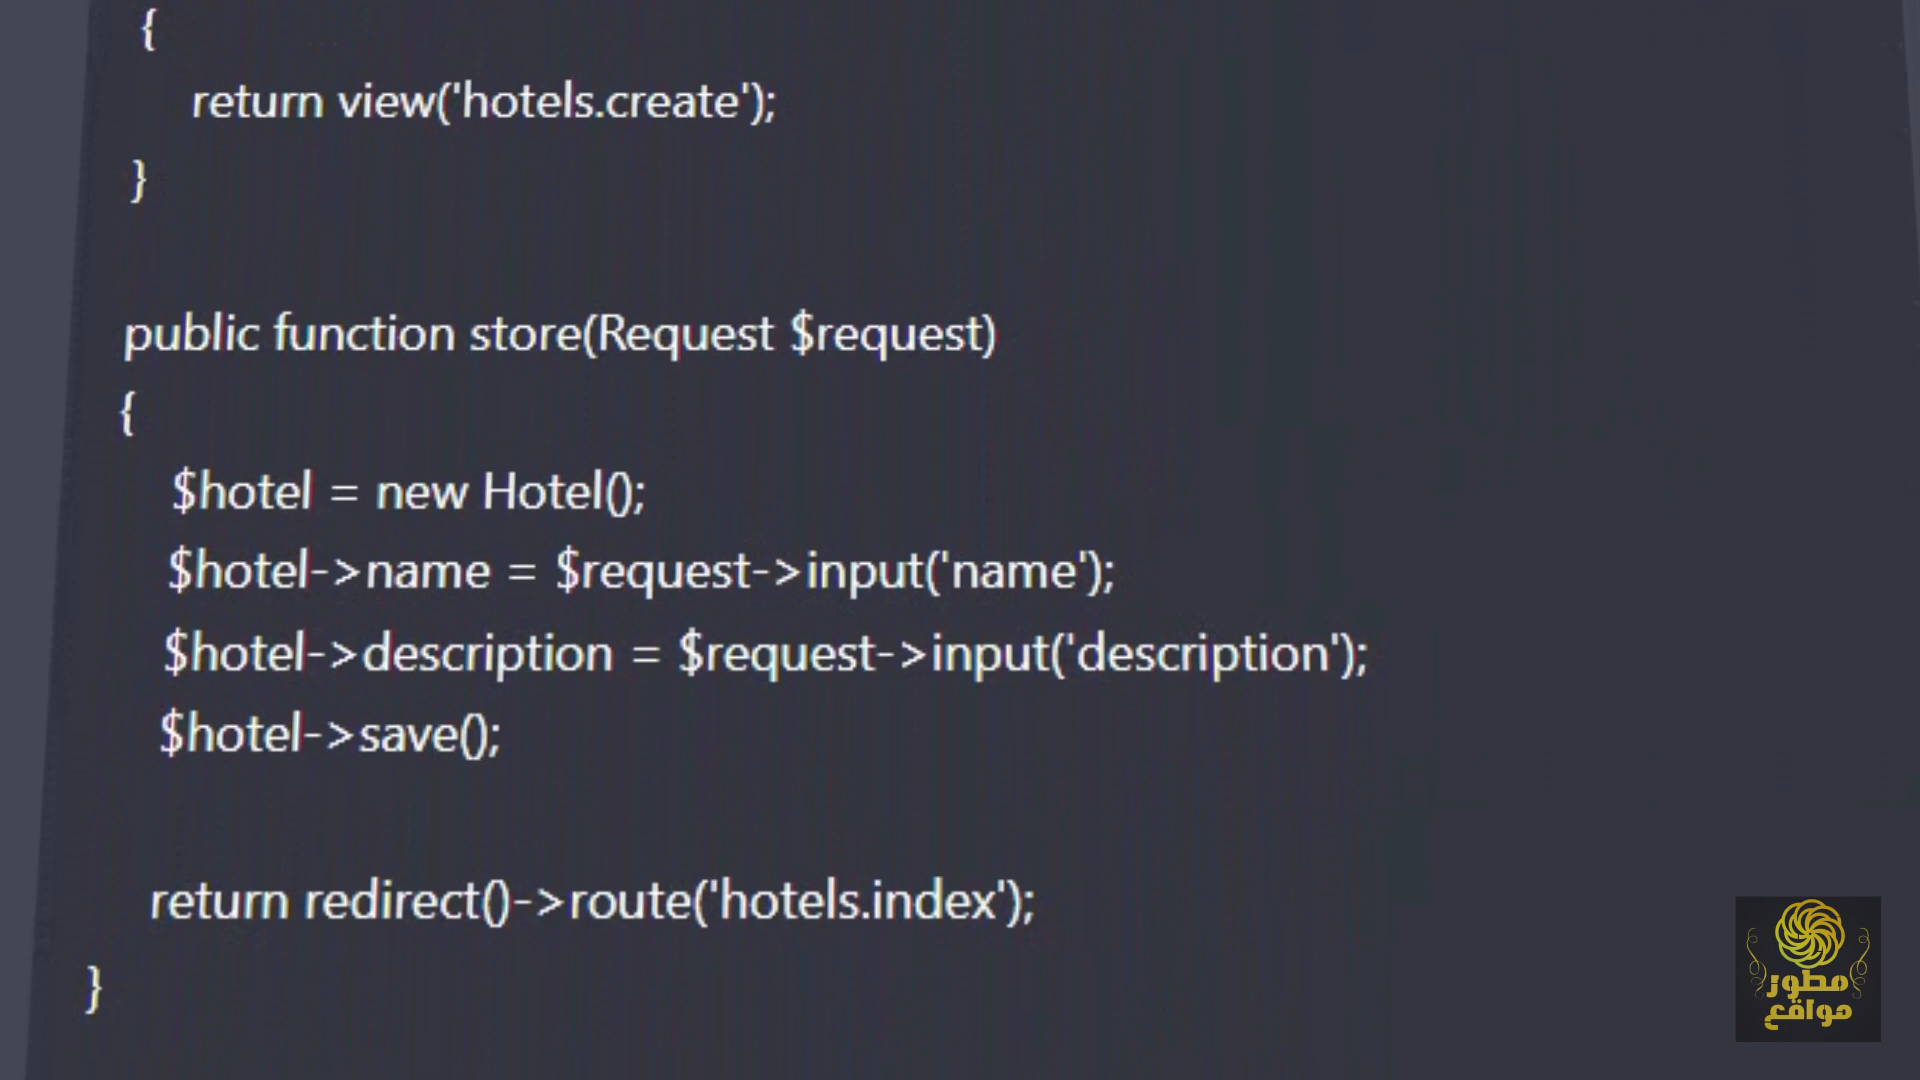 {
return view('hotels.create');
}
public function store(Request $request)
{
$hotel = new Hotel();
$hotel->name = $request->input('name');
$hotel->description = $request->input('description');
$hotel->save();
return redirect()->route('hotels.index');
}
مطور
مواقع